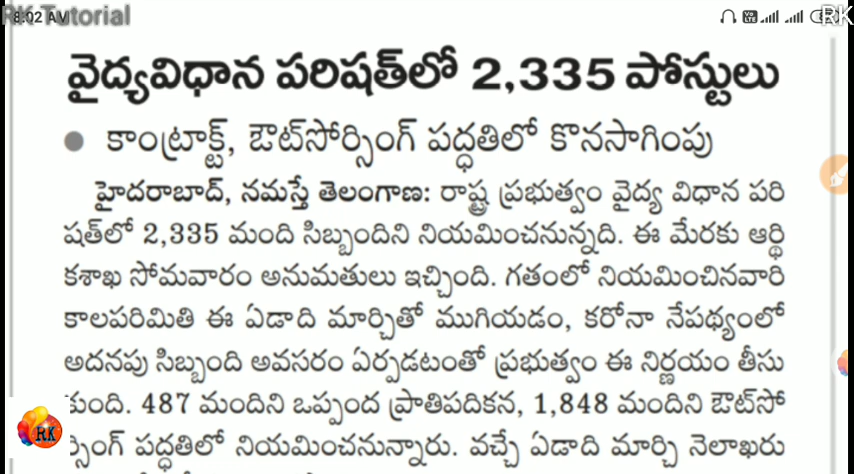 RK Tutorial
8:02 AM
RK
వైద్యవిధాన పరిషత్‌లో 2,335 పోస్టులు
● కాంట్రాక్ట్, ఔట్‌సోర్సింగ్ పద్ధతిలో కొనసాగింపు
హైదరాబాద్, నమస్తే తెలంగాణ: రాష్ట్ర ప్రభుత్వం వైద్య విధాన పరి
షత్‌లో 2,335 మంది సిబ్బందిని నియమించనున్నది. ఈ మేరకు ఆర్థి
కశాఖ సోమవారం అనుమతులు ఇచ్చింది. గతంలో నియమించినవారి
కాలపరిమితి ఈ ఏడాది మార్చితో ముగియడం, కరోనా నేపథ్యంలో
అదనపు సిబ్బంది అవసరం ఏర్పడటంతో ప్రభుత్వం ఈ నిర్ణయం తీసు
కుంది. 487 మందిని ఒప్పంద ప్రాతిపదికన, 1,848 మందిని ఔట్‌సో
ర్సింగ్ పద్ధతిలో నియమించనున్నారు. వచ్చే ఏడాది మార్చి నెలాఖరు
RK